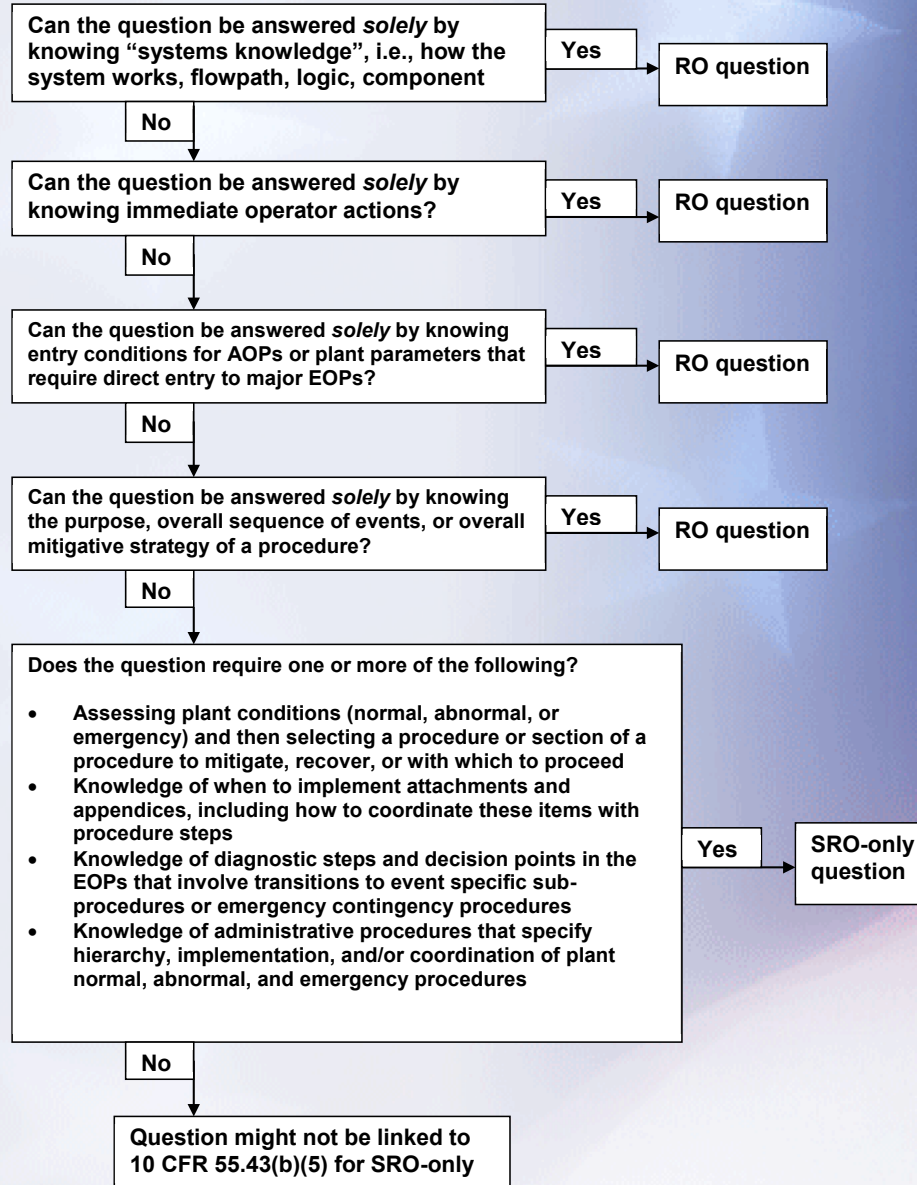 Can the question be answered solely by
knowing “systems knowledge”, i.e., how the
system works, flowpath, logic, component
Yes
RO question
No
Can the question be answered solely by
knowing immediate operator actions?
Yes
RO question
No
Can the question be answered solely by knowing
entry conditions for AOPs or plant parameters that
require direct entry to major EOPs?
Yes
RO question
No
Can the question be answered solely by knowing
the purpose, overall sequence of events, or overall
mitigative strategy of a procedure?
Yes
RO question
No
Does the question require one or more of the following?
• Assessing plant conditions (normal, abnormal, or
emergency) and then selecting a procedure or section of a
procedure to mitigate, recover, or with which to proceed
• Knowledge of when to implement attachments and
appendices, including how to coordinate these items with
procedure steps
• Knowledge of diagnostic steps and decision points in the
EOPs that involve transitions to event specific sub-
procedures or emergency contingency procedures
• Knowledge of administrative procedures that specify
hierarchy, implementation, and/or coordination of plant
normal, abnormal, and emergency procedures
Yes
SRO-only
question
No
Question might not be linked to
10 CFR 55.43(b)(5) for SRO-only